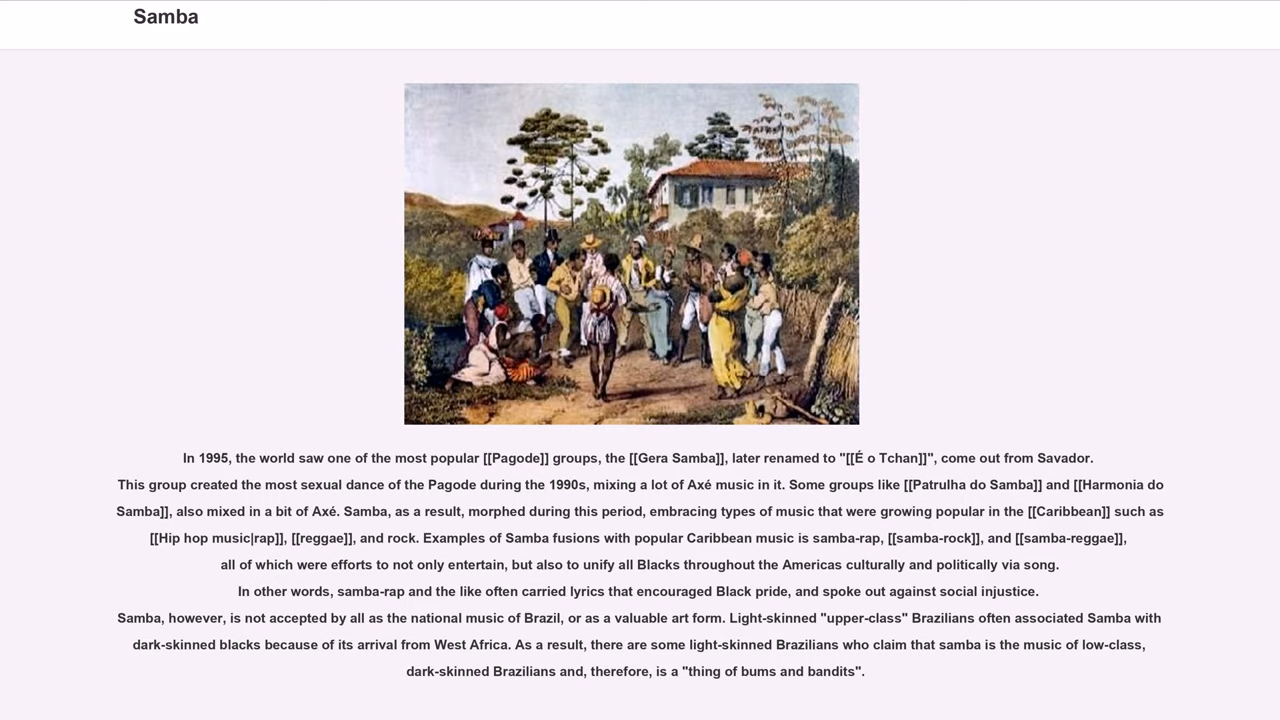 Samba
In 1995, the world saw one of the most popular [[Pagode]] groups, the [[Gera Samba]], later renamed to "[[É o Tchan]]", come out from Savador.
This group created the most sexual dance of the Pagode during the 1990s, mixing a lot of Axé music in it. Some groups like [[Patrulha do Samba]] and [[Harmonia do
Samba]], also mixed in a bit of Axé. Samba, as a result, morphed during this period, embracing types of music that were growing popular in the [[Caribbean]] such as
[[Hip hop music|rap]], [[reggae]], and rock. Examples of Samba fusions with popular Caribbean music is samba-rap, [[samba-rock]], and [[samba-reggae]],
all of which were efforts to not only entertain, but also to unify all Blacks throughout the Americas culturally and politically via song.
In other words, samba-rap and the like often carried lyrics that encouraged Black pride, and spoke out against social injustice.
Samba, however, is not accepted by all as the national music of Brazil, or as a valuable art form. Light-skinned "upper-class" Brazilians often associated Samba with
dark-skinned blacks because of its arrival from West Africa. As a result, there are some light-skinned Brazilians who claim that samba is the music of low-class,
dark-skinned Brazilians and, therefore, is a "thing of bums and bandits".